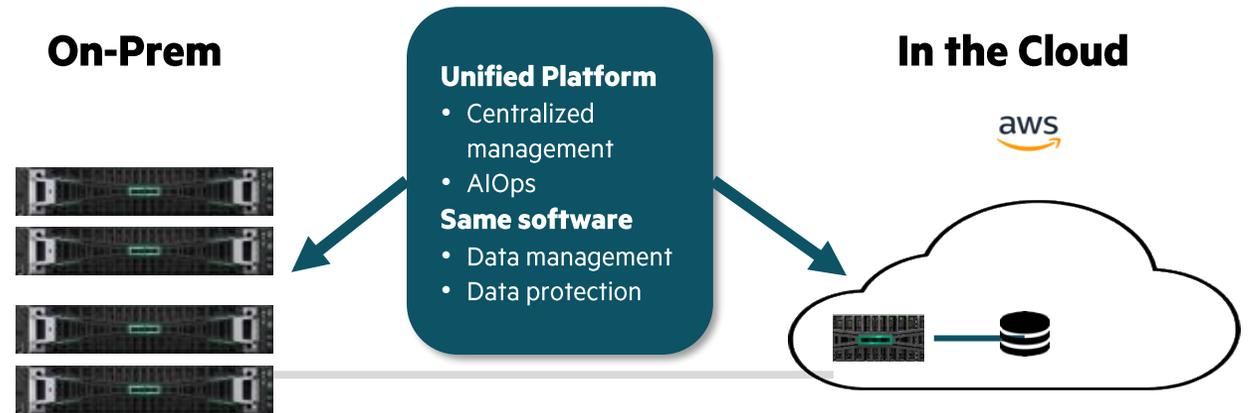 On-Prem
Unified Platform
• Centralized
management
• AIOps
Same software
• Data management
• Data protection
In the Cloud
aws